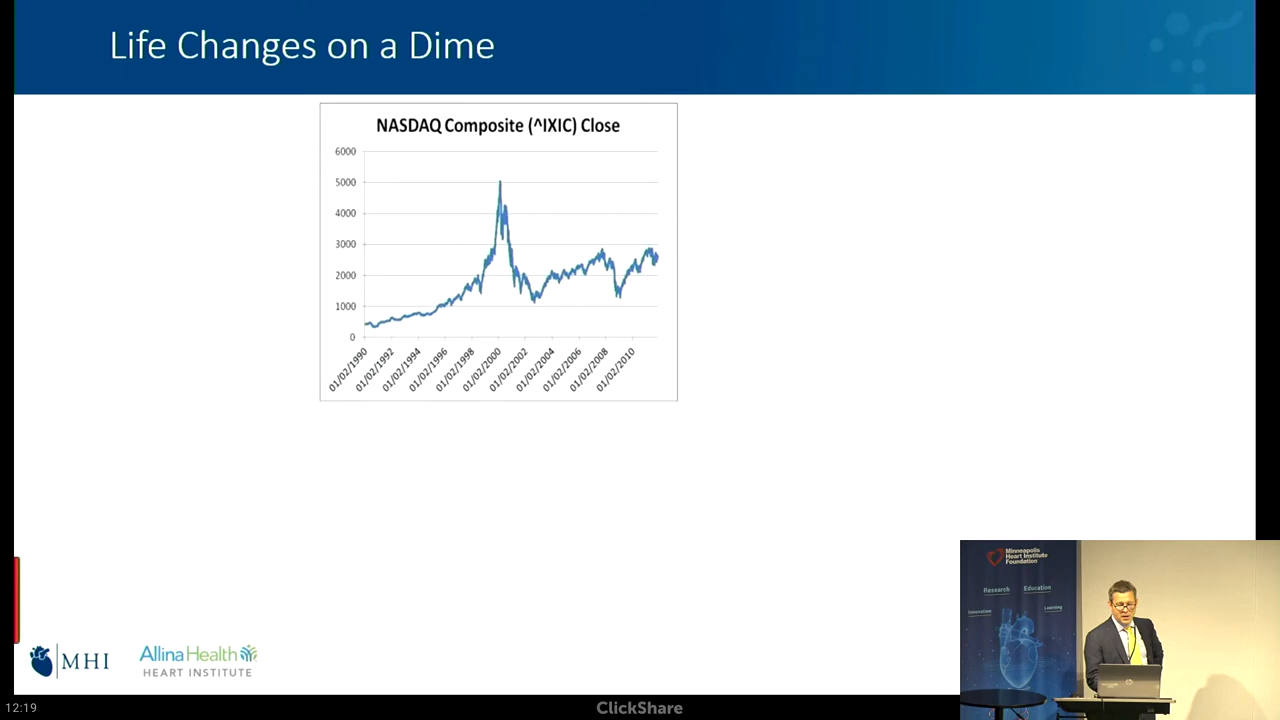 Life Changes on a Dime
NASDAQ Composite (^IXIC) Close
6000
5000
4000
3000
2000
1000
0
01/02/1990
01/02/1992
01/02/1994
01/02/1996
01/02/1998
01/02/2000
01/02/2002
01/02/2004
01/02/2006
01/02/2008
01/02/2010
Minneapolis
Heart Institute
Foundation
Research
Education
Innovation
Learning
MHI
Allina Health
HEART INSTITUTE
12:19
ClickShare